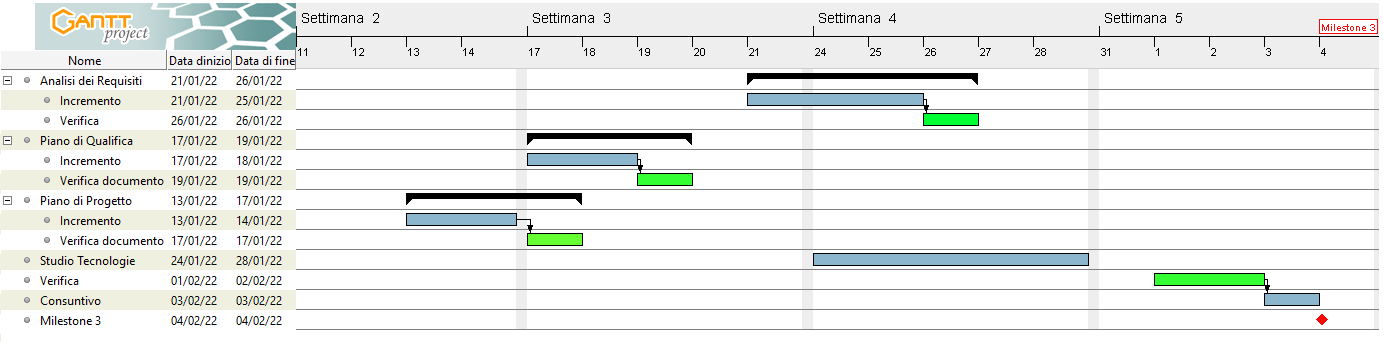 GANTT project
Settimana 2 Settimana 3 Settimana 4 Settimana 5
Milestone 3
11 12 13 14 17 18 19 20 21 24 25 26 27 28 31 1 2 3 4
Nome Data dinizio Data di fine
Analisi dei Requisiti 21/01/22 26/01/22
Incremento 21/01/22 25/01/22
Verifica 26/01/22 26/01/22
Piano di Qualifica 17/01/22 19/01/22
Incremento 17/01/22 18/01/22
Verifica documento 19/01/22 19/01/22
Piano di Progetto 13/01/22 17/01/22
Incremento 13/01/22 14/01/22
Verifica documento 17/01/22 17/01/22
Studio Tecnologie 24/01/22 28/01/22
Verifica 01/02/22 02/02/22
Consuntivo 03/02/22 03/02/22
Milestone 3 04/02/22 04/02/22